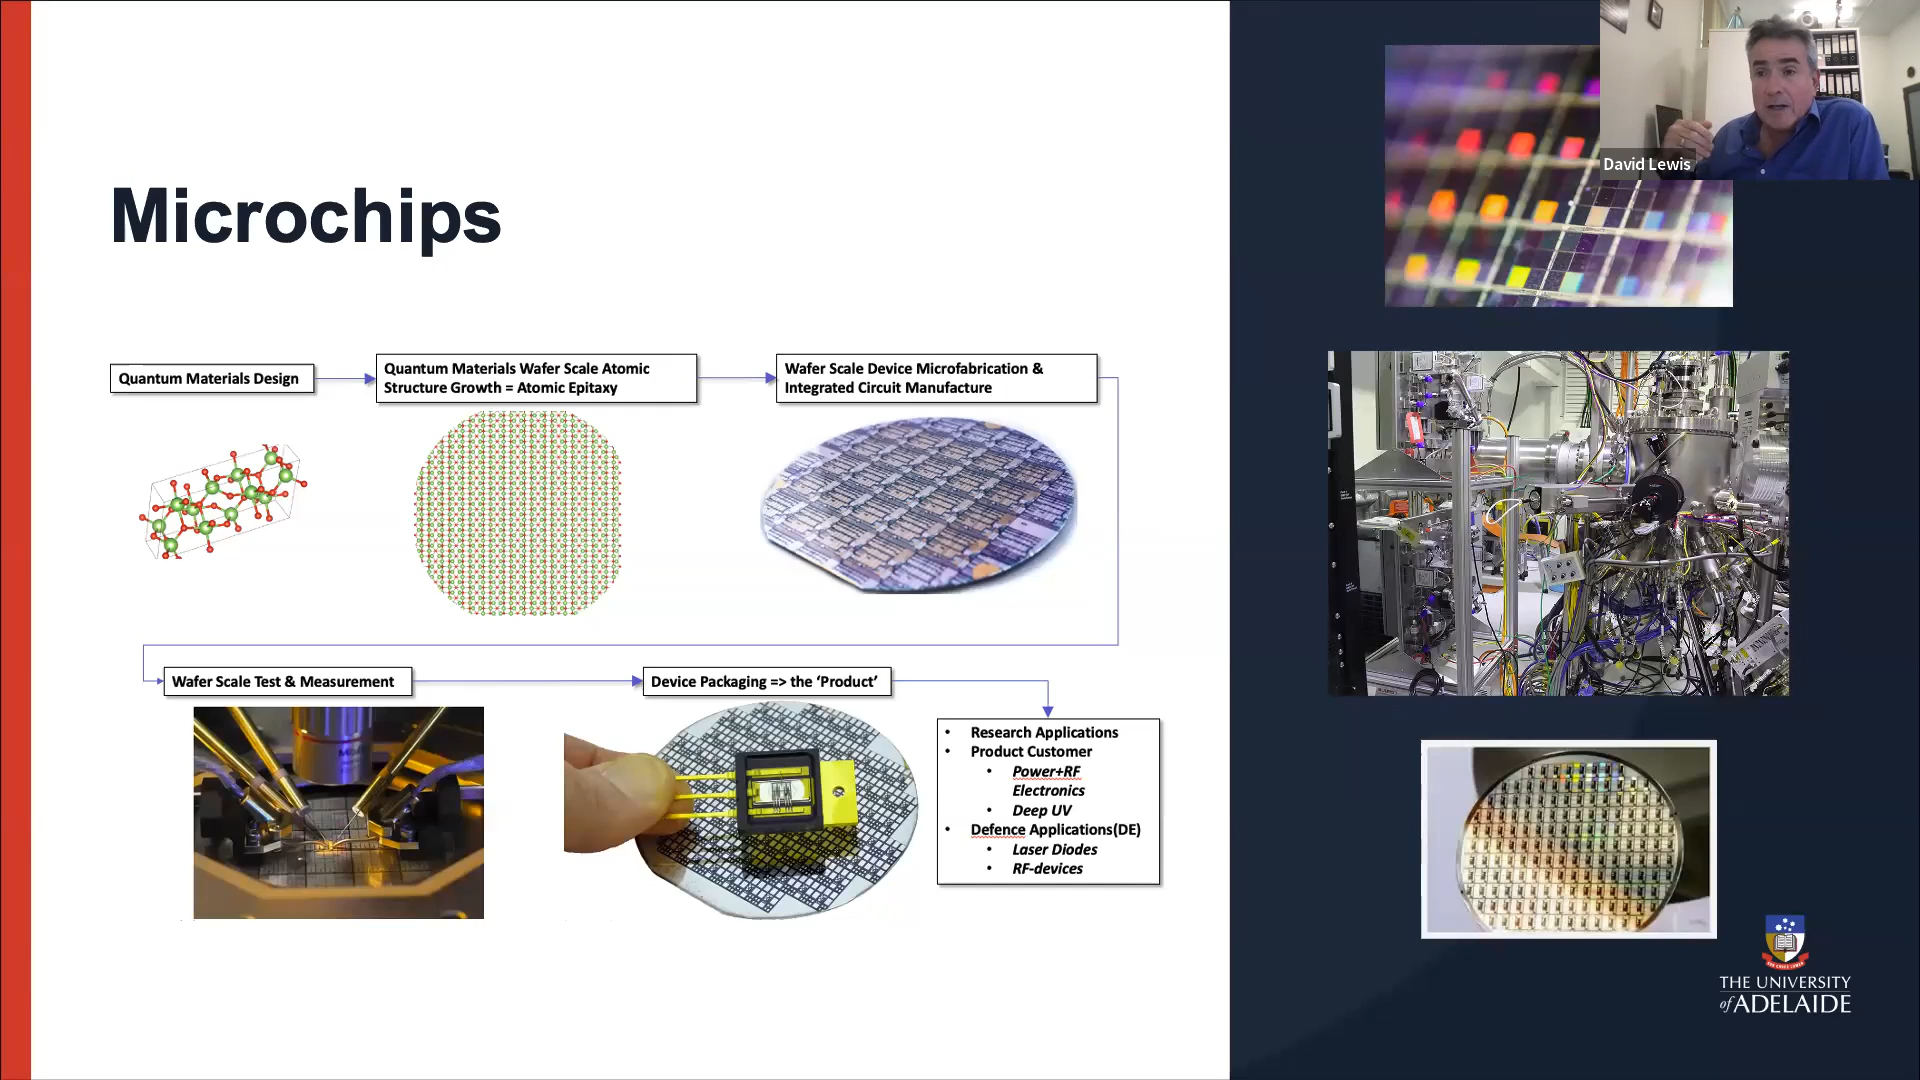 Microchips
Quantum Materials Design
Quantum Materials Wafer Scale Atomic
Structure Growth = Atomic Epitaxy
Wafer Scale Device Microfabrication &
Integrated Circuit Manufacture
Wafer Scale Test & Measurement
Device Packaging => the ‘Product’
• Research Applications
• Product Customer
• Power+RF
Electronics
• Deep UV
• Defence Applications(DE)
• Laser Diodes
• RF-devices
David Lewis
THE UNIVERSITY
of ADELAIDE